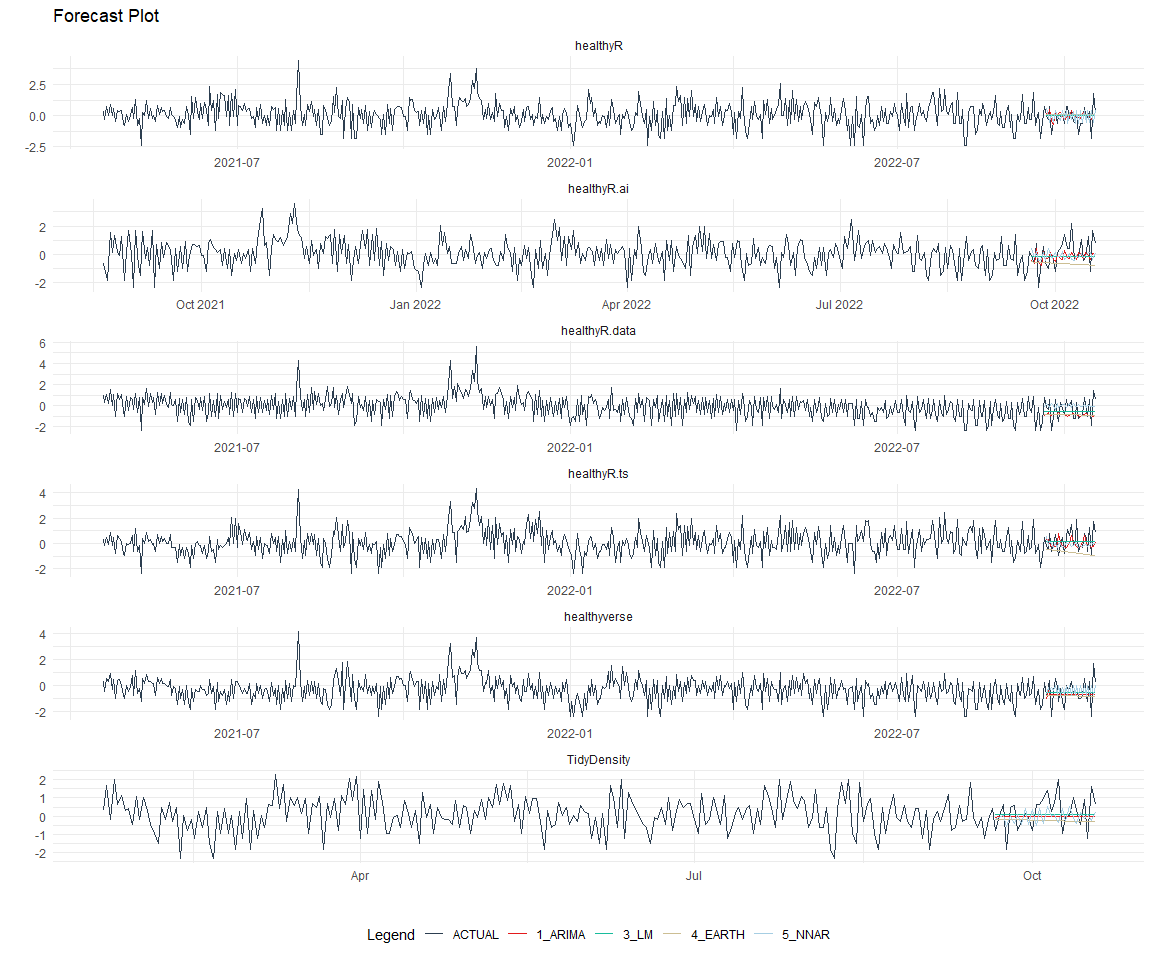 Forecast Plot
healthyR
2.5
0.0
-2.5
2021-07 2022-01 2022-07
healthyR.ai
2
0
-2
Oct 2021 Jan 2022 Apr 2022 Jul 2022 Oct 2022
healthyR.data
6
4
2
0
-2
2021-07 2022-01 2022-07
healthyR.ts
4
2
0
-2
2021-07 2022-01 2022-07
healthyverse
4
2
0
-2
2021-07 2022-01 2022-07
TidyDensity
2
1
0
-1
-2
Apr Jul Oct
Legend ACTUAL 1_ARIMA 3_LM 4_EARTH 5_NNAR